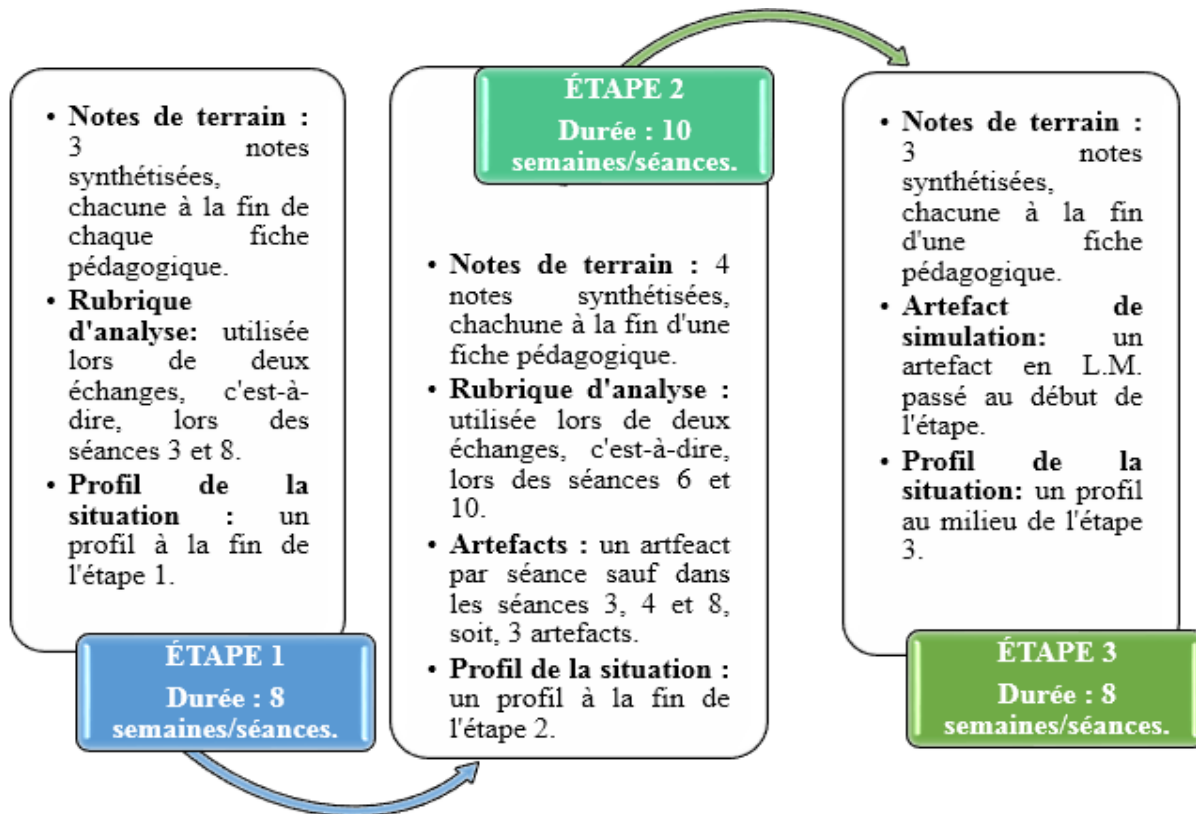 • Notes de terrain :
3 notes
synthétisées,
chacune à la fin de
chaque fiche
pédagogique.
• Rubrique
d'analyse: utilisée
lors de deux
échanges, c'est-à-
dire, lors des
séances 3 et 8.
• Profil de la
situation : un
profil à la fin de
l'étape 1.
ÉTAPE 1
Durée : 8
semaines/séances.
ÉTAPE 2
Durée : 10
semaines/séances.
• Notes de terrain : 4
notes synthétisées,
chachune à la fin d'une
fiche pédagogique.
• Rubrique d'analyse :
utilisée lors de deux
échanges, c'est-à-dire,
lors des séances 6 et
10.
• Artefacts : un artfeact
par séance sauf dans
les séances 3, 4 et 8,
soit, 3 artefacts.
• Profil de la situation :
un profil à la fin de
l'étape 2.
• Notes de terrain :
3 notes
synthétisées,
chacune à la fin
d'une fiche
pédagogique.
• Artefact de
simulation: un
artefact en L.M.
passé au début de
l'étape.
• Profil de la
situation: un profil
au milieu de l'étape
3.
ÉTAPE 3
Durée : 8
semaines/séances.